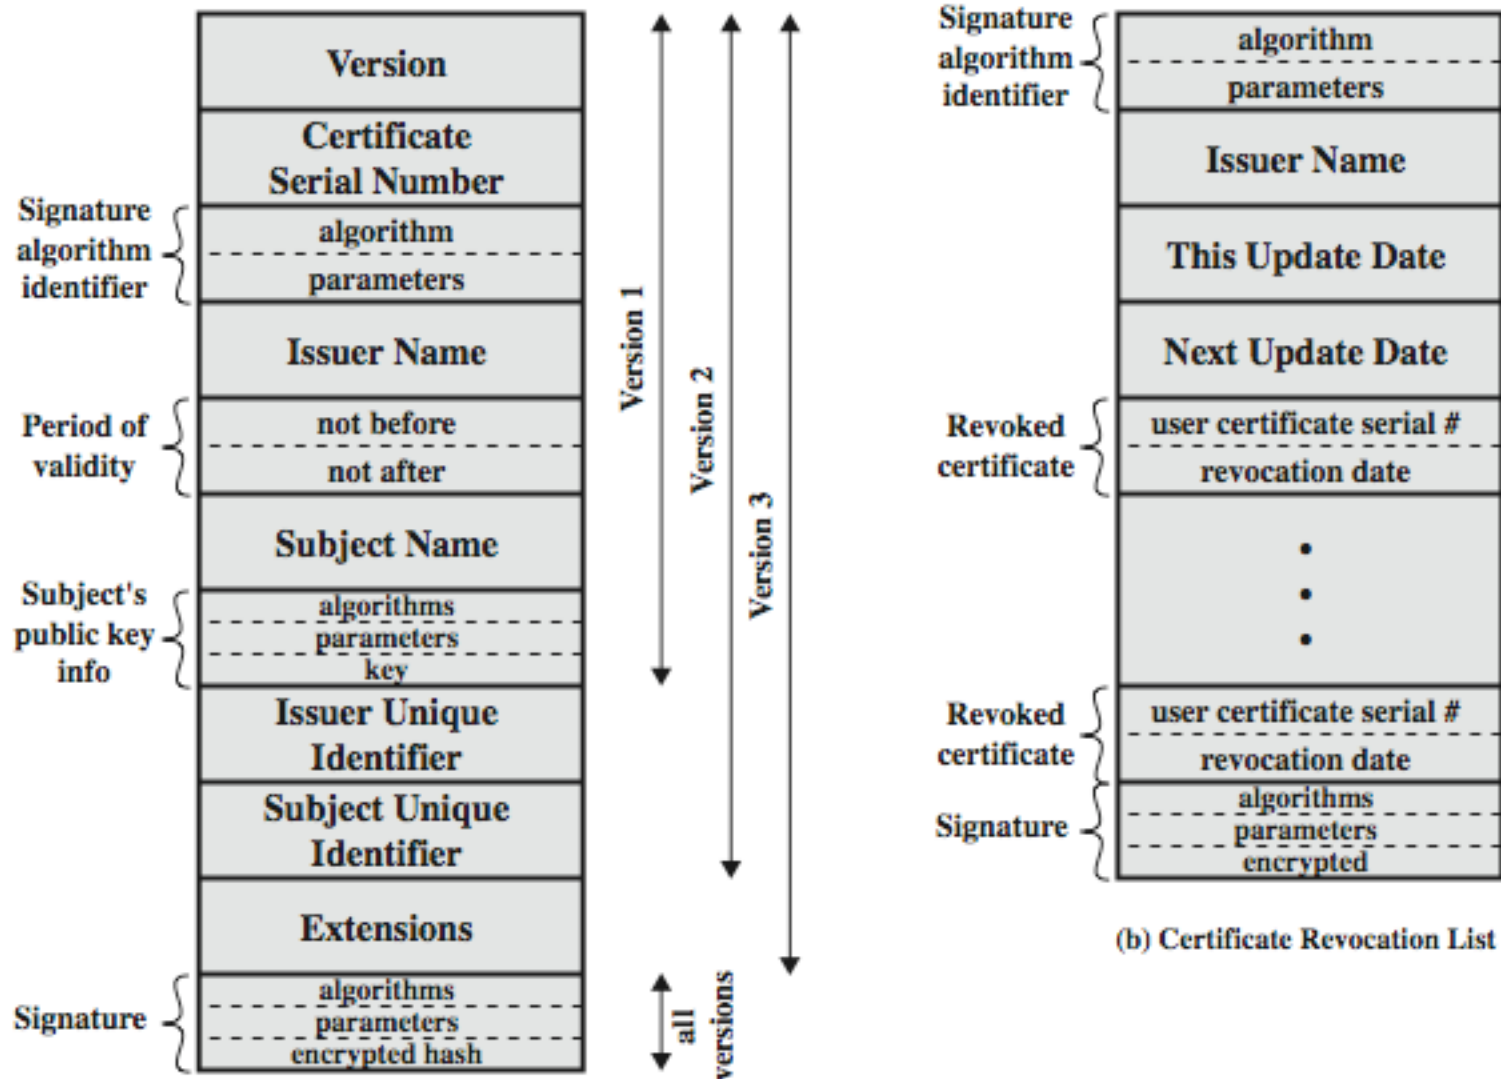 Version
Certificate
Serial Number
Signature
algorithm
identifier
algorithm
parameters
Issuer Name
Period of
validity
not before
not after
Subject Name
Subject's
public key
info
algorithms
parameters
key
Issuer Unique
Identifier
Subject Unique
Identifier
Extensions
Signature
algorithms
parameters
encrypted hash
Version 1
Version 2
Version 3
all
versions
Signature
algorithm
identifier
algorithm
parameters
Issuer Name
This Update Date
Next Update Date
Revoked
certificate
user certificate serial #
revocation date
Revoked
certificate
user certificate serial #
revocation date
Signature
algorithms
parameters
encrypted
(b) Certificate Revocation List